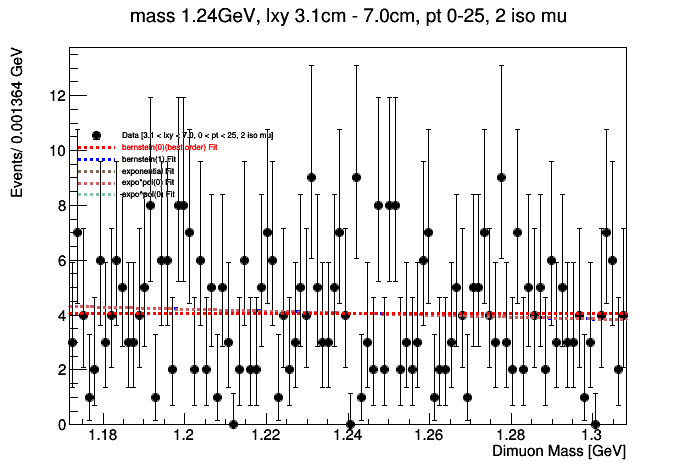 mass 1.24GeV, lxy 3.1cm - 7.0cm, pt 0-25, 2 iso mu
Events/ 0.001364 GeV
12
10
8
6
4
2
0
Data [3.1 < lxy < 7.0, 0 < pt < 25, 2 iso mu]
bernstein(0)(best order) Fit
bernstein(1) Fit
exponential Fit
expo*pol(0) Fit
expo*pol(0) Fit
1.18 1.2 1.22 1.24 1.26 1.28 1.3
Dimuon Mass [GeV]